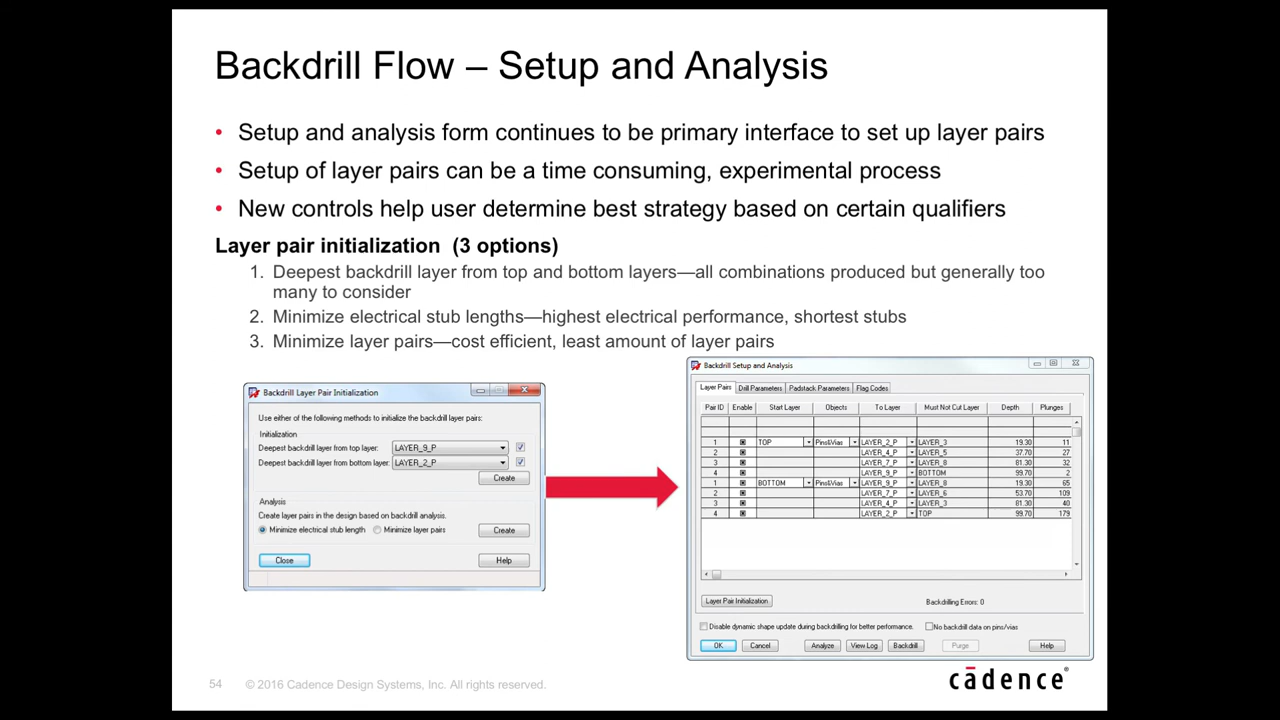 Backdrill Flow – Setup and Analysis
• Setup and analysis form continues to be primary interface to set up layer pairs
• Setup of layer pairs can be a time consuming, experimental process
• New controls help user determine best strategy based on certain qualifiers
Layer pair initialization (3 options)
1. Deepest backdrill layer from top and bottom layers—all combinations produced but generally too
many to consider
2. Minimize electrical stub lengths—highest electrical performance, shortest stubs
3. Minimize layer pairs—cost efficient, least amount of layer pairs
Backdrill Layer Pair Initialization
Use either of the following methods to initialize the backdrill layer pairs:
Initialization
Deepest backdrill layer from top layer: LAYER_9_P
Deepest backdrill layer from bottom layer: LAYER_2_P
Create
Analysis
Create layer pairs in the design based on backdrill analysis.
Minimize electrical stub length Minimize layer pairs Create
Close Help
Backdrill Setup and Analysis
Layer Pairs Drill Parameters Padstack Parameters Flag Codes
Pair ID Enable Start Layer Objects To Layer Must Not Cut Layer Depth Plunges
1 TOP Pins&Vias LAYER_2_P LAYER_3 19.30 11
2 LAYER_4_P LAYER_5 37.70 27
3 LAYER_7_P LAYER_8 81.30 32
4 LAYER_9_P BOTTOM 99.70 2
1 BOTTOM Pins&Vias LAYER_9_P LAYER_8 19.30 65
2 LAYER_7_P LAYER_6 53.70 109
3 LAYER_4_P LAYER_3 81.30 40
4 LAYER_2_P TOP 99.70 179
Layer Pair Initialization Backdrilling Errors: 0
Disable dynamic shape update during backdrilling for better performance. No backdrill data on pins/vias
OK Cancel Analyze View Log Backdrill Purge Help
54 © 2016 Cadence Design Systems, Inc. All rights reserved.
cādence®